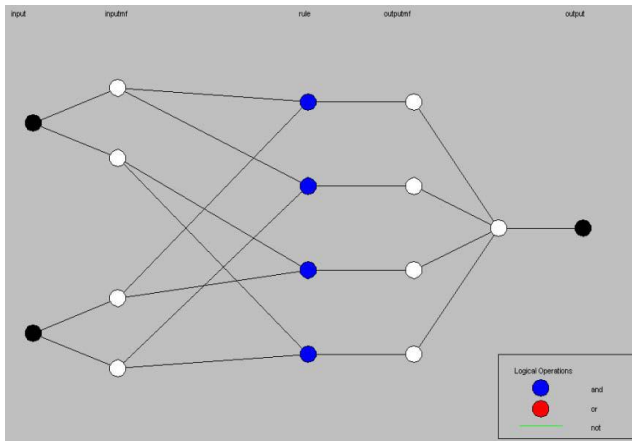 input inputmf rule outputmf output
Logical Operations
and
or
not